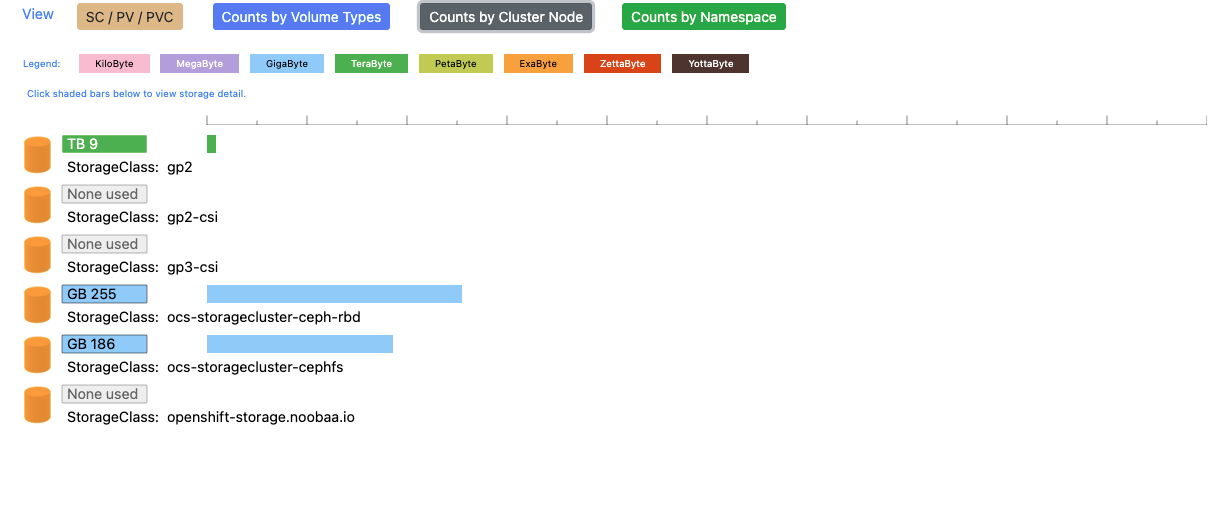 View SC / PV / PVC Counts by Volume Types Counts by Cluster Node Counts by Namespace
Legend: KiloByte MegaByte GigaByte TeraByte PetaByte ExaByte ZettaByte YottaByte
Click shaded bars below to view storage detail.
TB 9
StorageClass: gp2
None used
StorageClass: gp2-csi
None used
StorageClass: gp3-csi
GB 255
StorageClass: ocs-storagecluster-ceph-rbd
GB 186
StorageClass: ocs-storagecluster-cephfs
None used
StorageClass: openshift-storage.noobaa.io